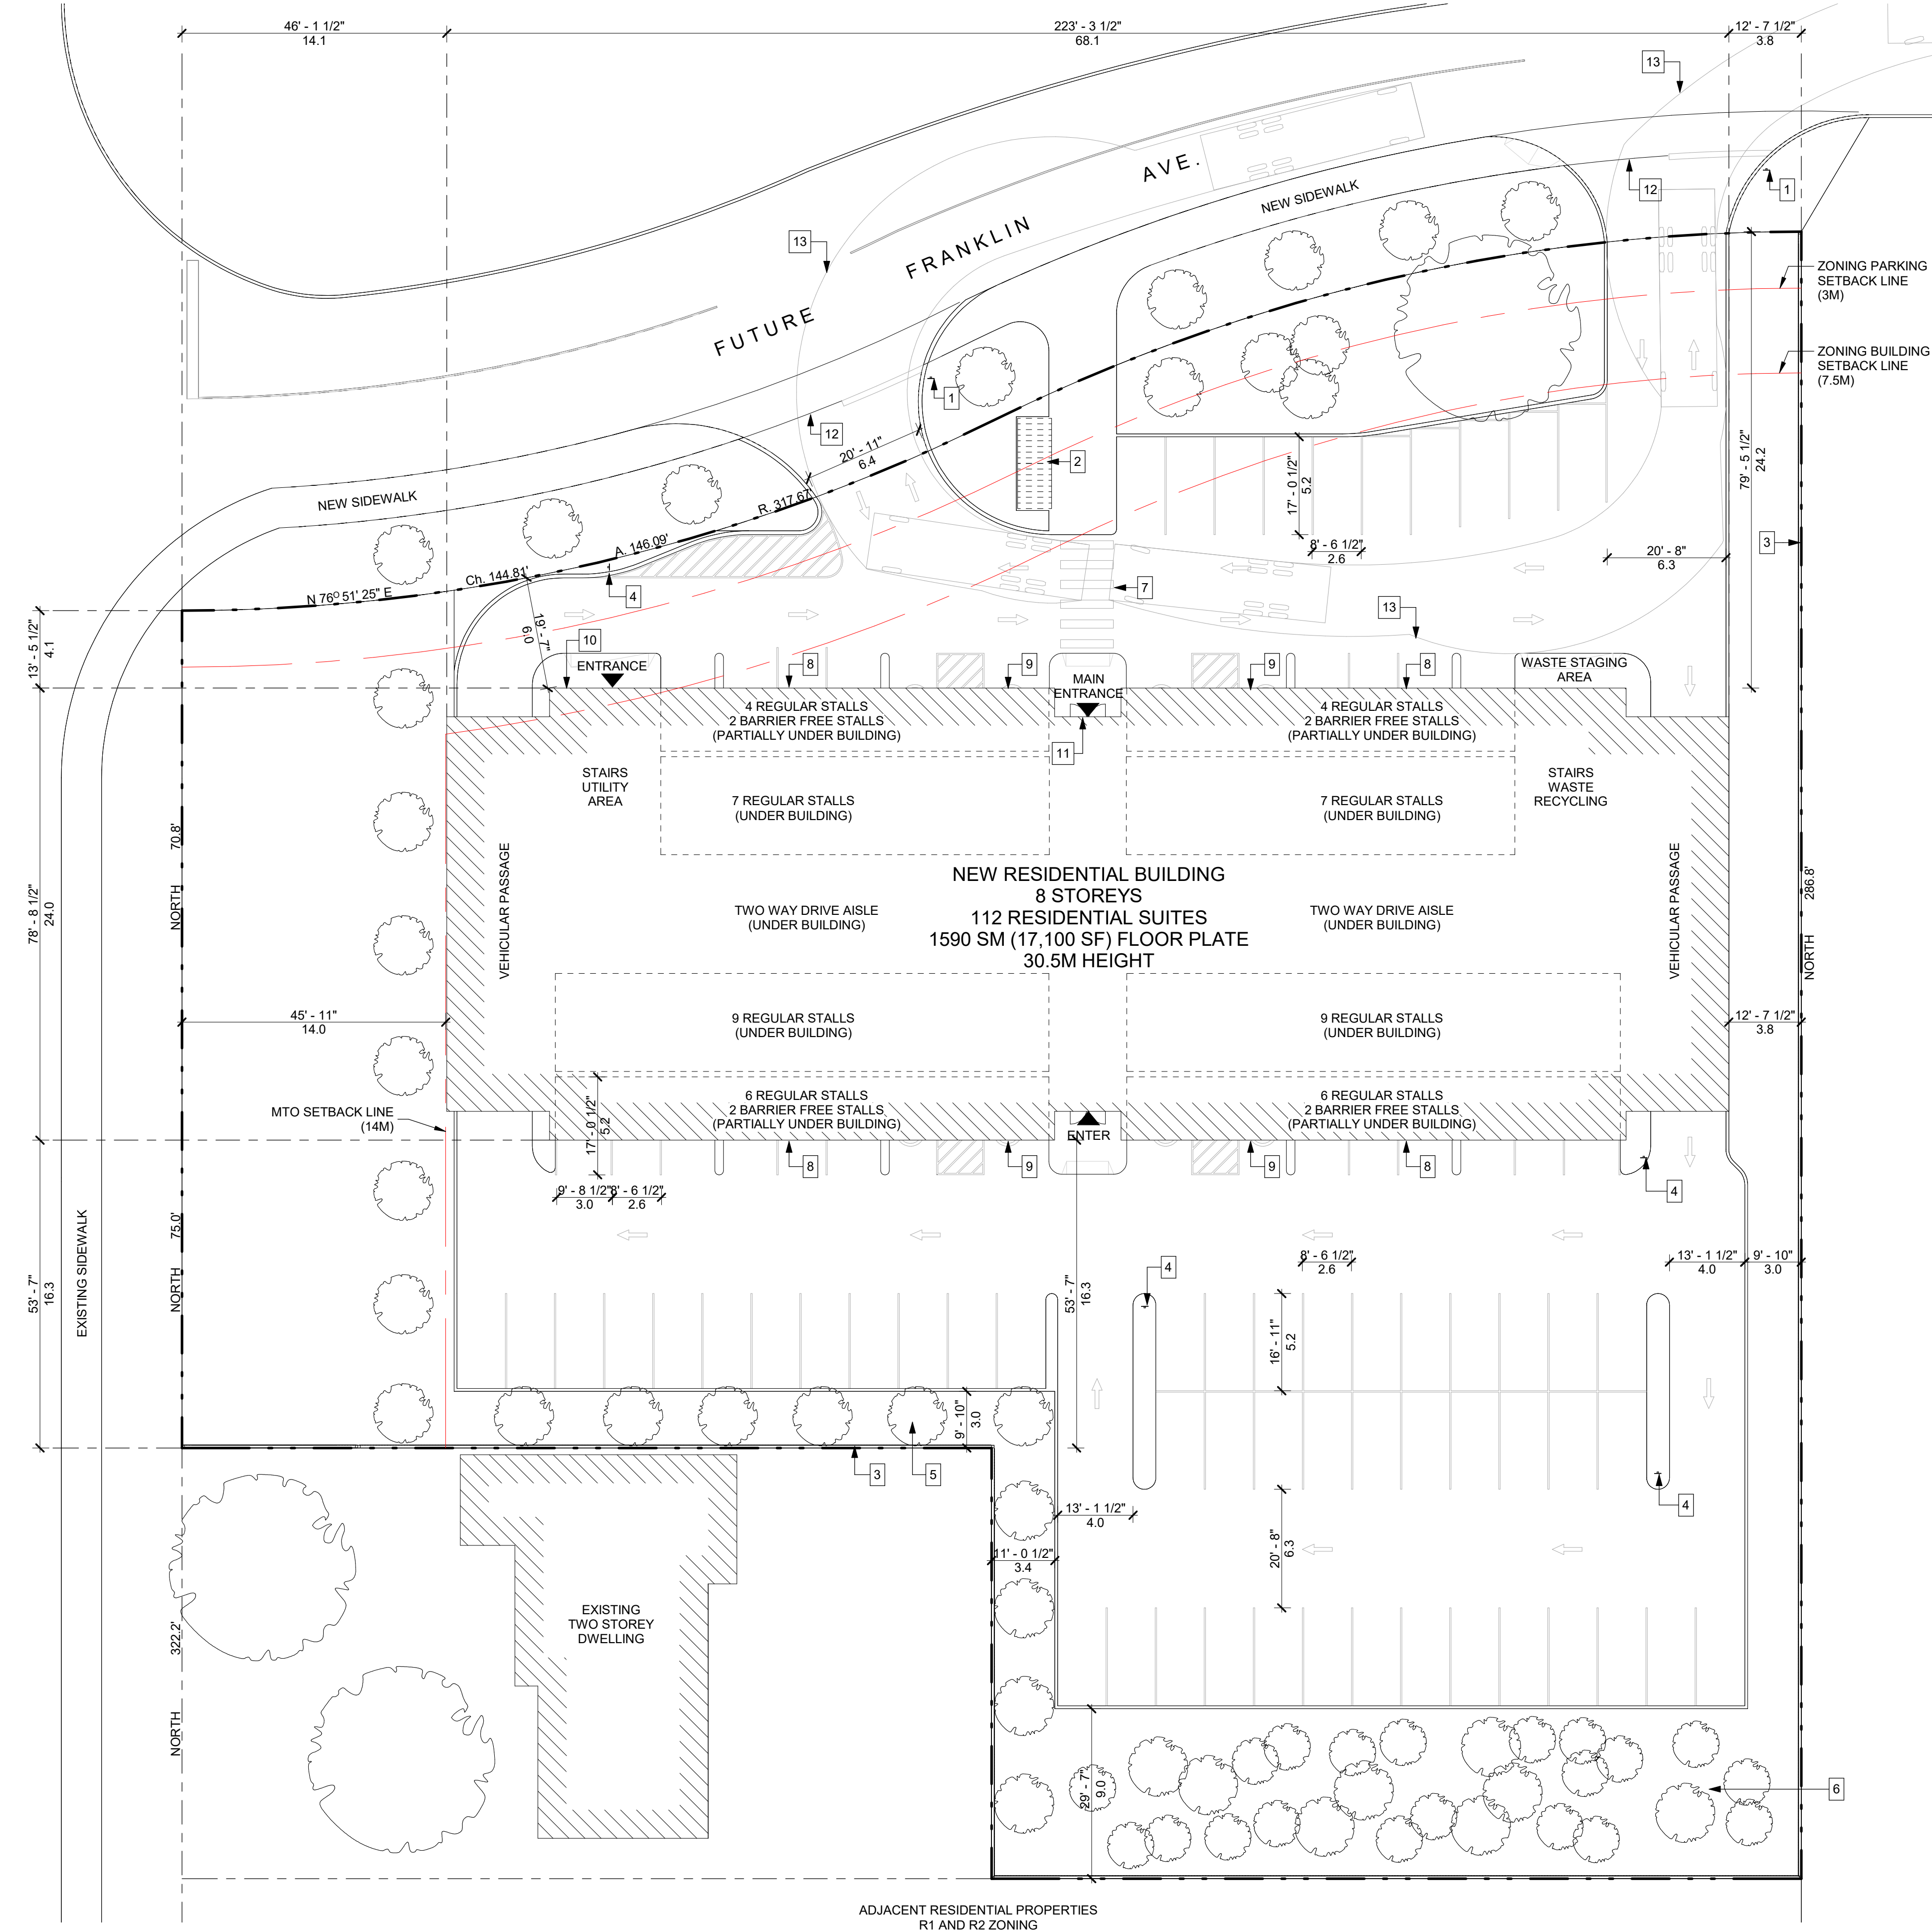 46' - 1 1/2"
14.1
223' - 3 1/2"
68.1
12' - 7 1/2"
3.8
13
1
12
AVE.
NEW SIDEWALK
FRANKLIN
13
FUTURE
ZONING PARKING
SETBACK LINE
(3M)
ZONING BUILDING
SETBACK LINE
(7.5M)
1
12
20' - 11"
6.4
2
17' - 0 1/2"
5.2
79' - 5 1/2"
24.2
NEW SIDEWALK
R. 317.67'
A. 146.09'
Ch. 144.81'
N 76° 51' 25" E
4
7
8' - 6 1/2"
2.6
20' - 8"
6.3
3
13
13' - 5 1/2"
4.1
19' - 7"
6.0
10
ENTRANCE
8
9
MAIN
ENTRANCE
9
8
WASTE STAGING
AREA
4 REGULAR STALLS
2 BARRIER FREE STALLS
(PARTIALLY UNDER BUILDING)
4 REGULAR STALLS
2 BARRIER FREE STALLS
(PARTIALLY UNDER BUILDING)
11
STAIRS
UTILITY
AREA
7 REGULAR STALLS
(UNDER BUILDING)
7 REGULAR STALLS
(UNDER BUILDING)
STAIRS
WASTE
RECYCLING
70.8'
NORTH
78' - 8 1/2"
24.0
VEHICULAR PASSAGE
TWO WAY DRIVE AISLE
(UNDER BUILDING)
NEW RESIDENTIAL BUILDING
8 STOREYS
112 RESIDENTIAL SUITES
1590 SM (17,100 SF) FLOOR PLATE
30.5M HEIGHT
TWO WAY DRIVE AISLE
(UNDER BUILDING)
VEHICULAR PASSAGE
286.8'
NORTH
45' - 11"
14.0
9 REGULAR STALLS
(UNDER BUILDING)
9 REGULAR STALLS
(UNDER BUILDING)
12' - 7 1/2"
3.8
MTO SETBACK LINE
(14M)
17' - 0 1/2"
5.2
6 REGULAR STALLS
2 BARRIER FREE STALLS
(PARTIALLY UNDER BUILDING)
6 REGULAR STALLS
2 BARRIER FREE STALLS
(PARTIALLY UNDER BUILDING)
ENTER
8
9
9
8
4
9' - 8 1/2"
3.0
8' - 6 1/2"
2.6
EXISTING SIDEWALK
75.0'
NORTH
53' - 7"
16.3
53' - 7"
16.3
4
8' - 6 1/2"
2.6
13' - 1 1/2"
4.0
9' - 10"
3.0
16' - 11"
5.2
9' - 10"
3.0
3
5
13' - 1 1/2"
4.0
4
11' - 0 1/2"
3.4
20' - 8"
6.3
EXISTING
TWO STOREY
DWELLING
322.2'
NORTH
29' - 7"
9.0
6
ADJACENT RESIDENTIAL PROPERTIES
R1 AND R2 ZONING